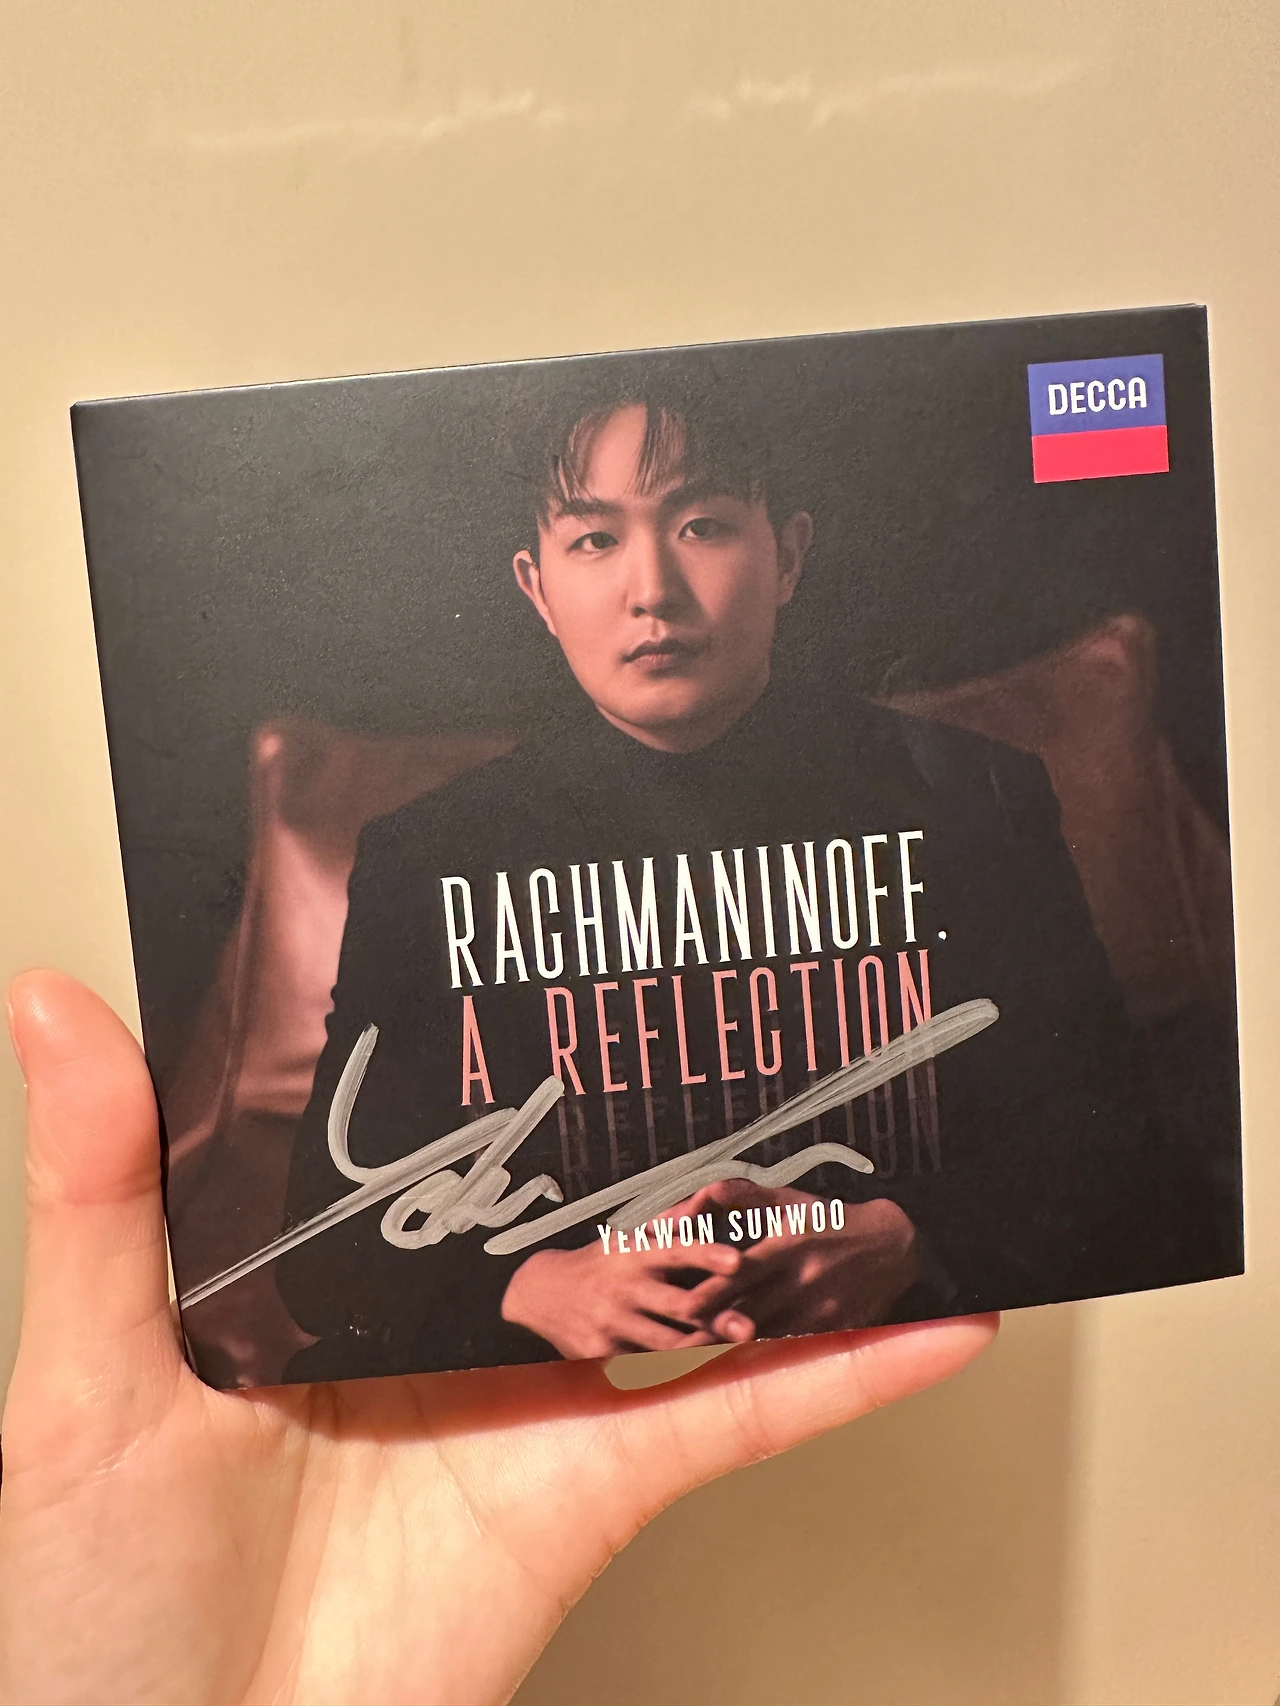 DECCA
RACHMANINOFF.
A REFLECTION
YEKWON SUNWOO